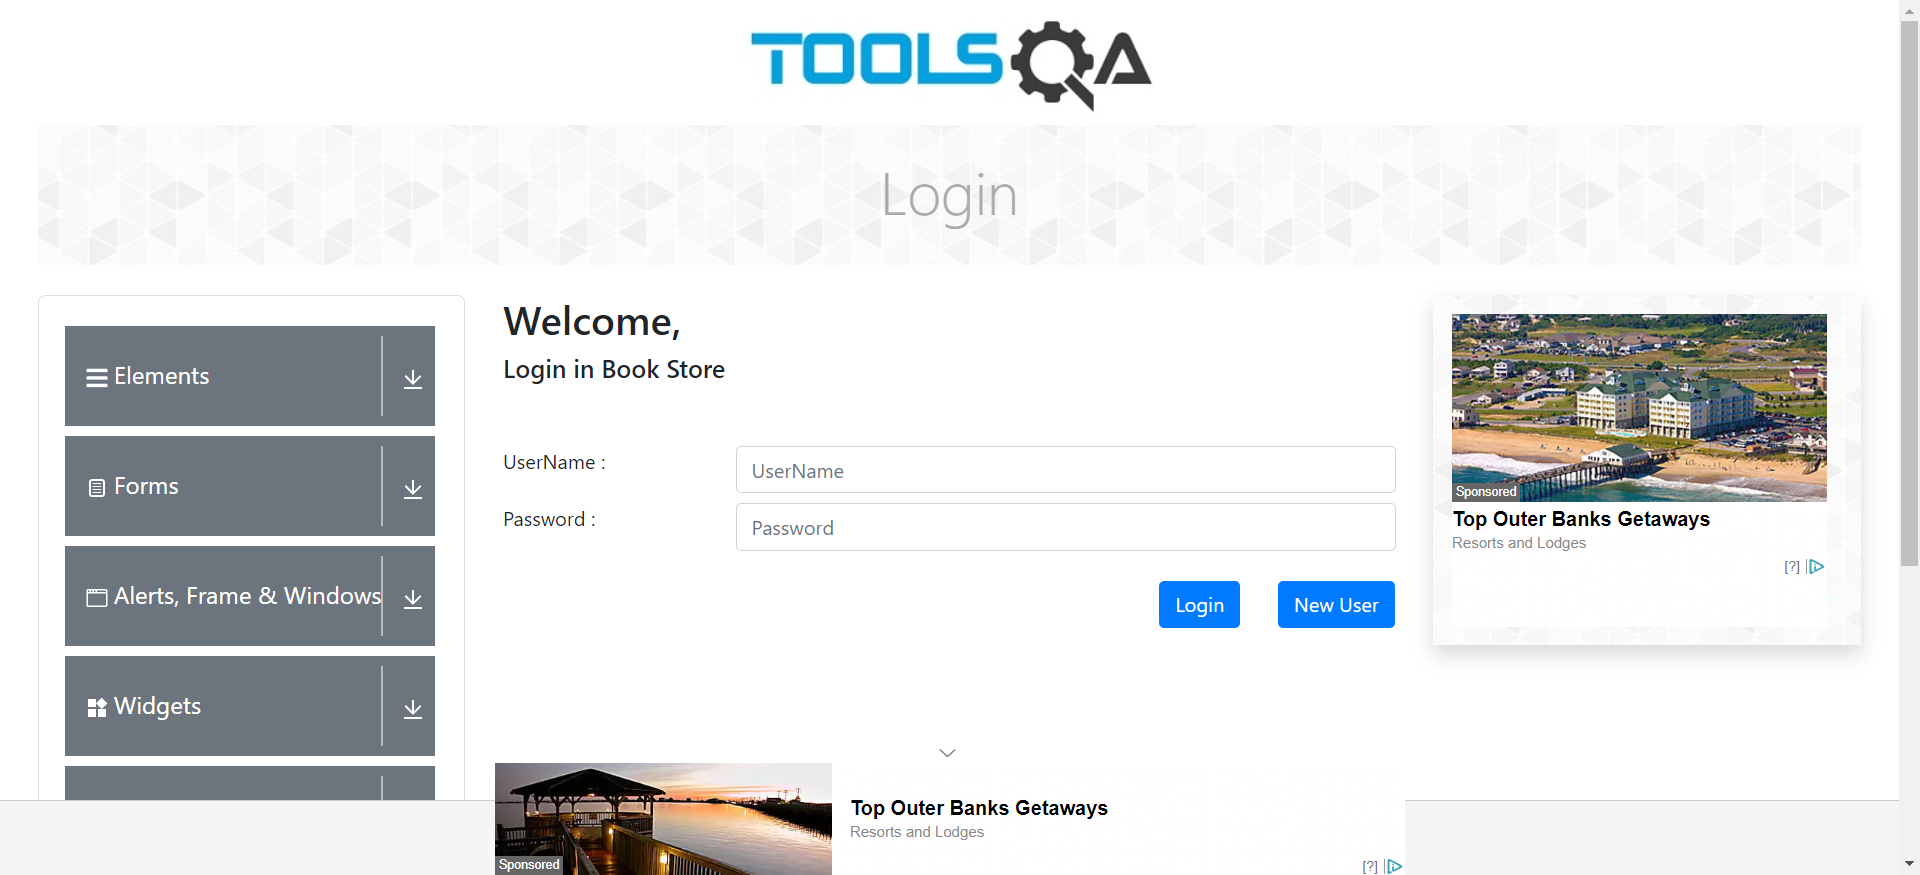 TOOLSQA
Login
Elements
Forms
Alerts, Frame & Windows
Widgets
Welcome,
Login in Book Store
UserName :
UserName
Password :
Password
Login
New User
Sponsored
Top Outer Banks Getaways
Resorts and Lodges
[?]
Sponsored
Top Outer Banks Getaways
Resorts and Lodges
[?]